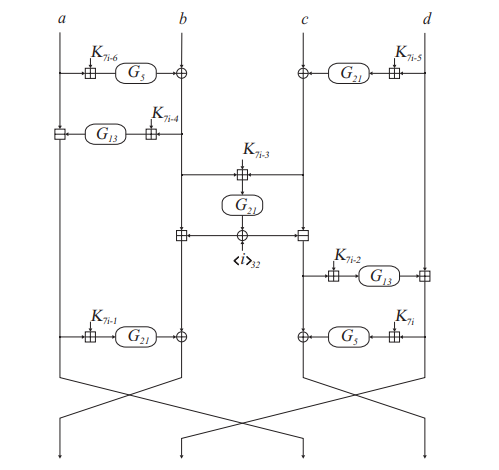 a b c d
K7i-6 K7i-5
G5 G21
K7i-4
G13
K7i-3
G21
<i>32
K7i-2
G13
K7i-1 K7i
G21 G5